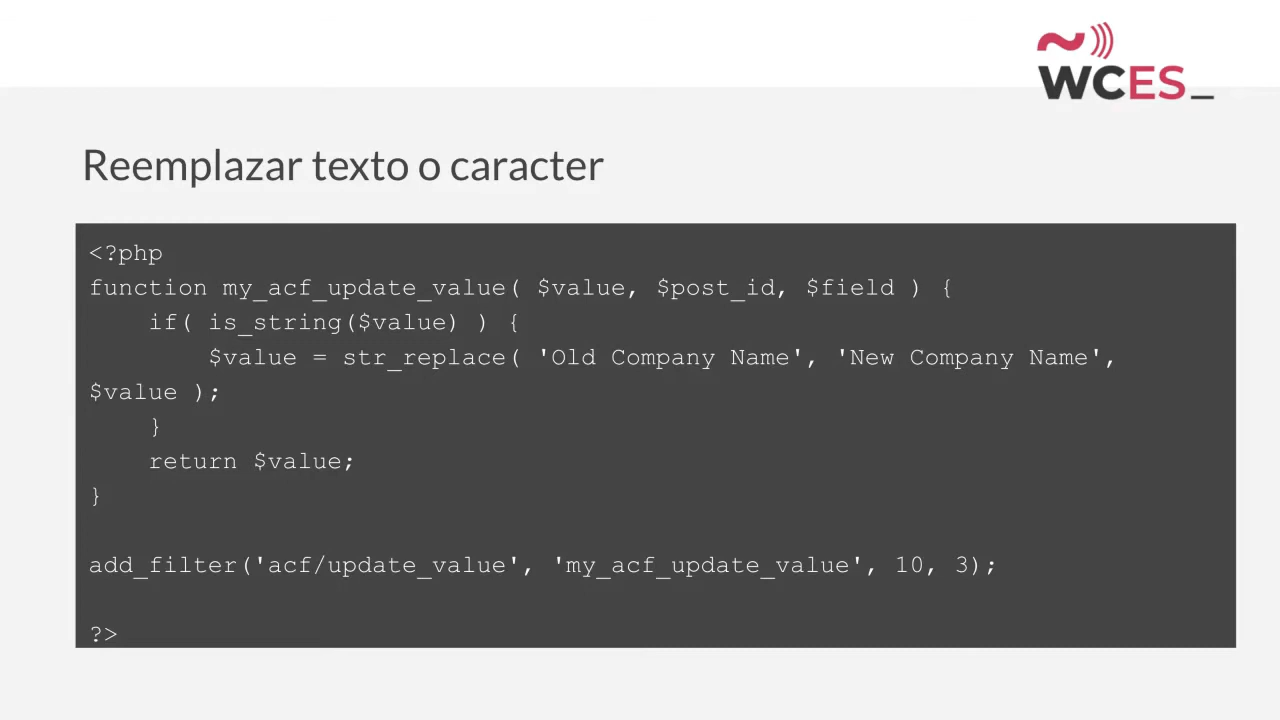 WCES_
Reemplazar texto o caracter
<?php
function my_acf_update_value( $value, $post_id, $field ) {
    if( is_string($value) ) {
        $value = str_replace( 'Old Company Name', 'New Company Name',
$value );
    }
    return $value;
}
add_filter('acf/update_value', 'my_acf_update_value', 10, 3);
?>